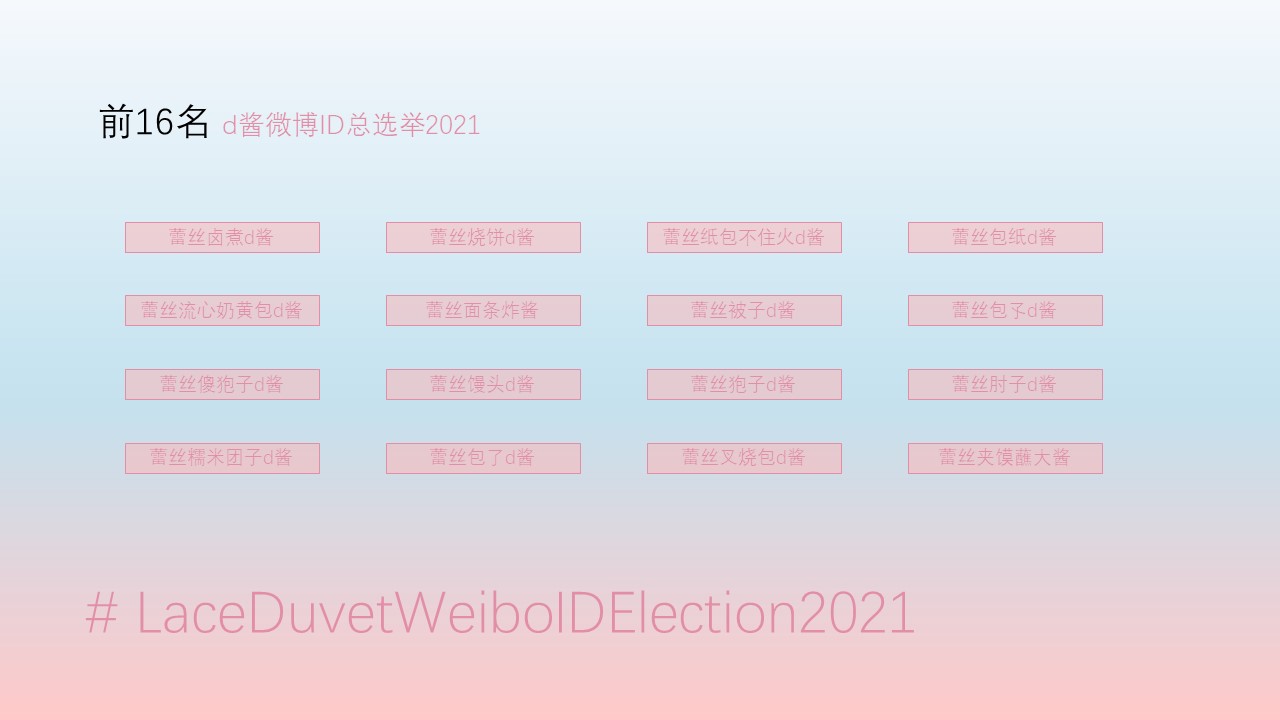 前16名 d酱微博ID总选举2021
蕾丝卤煮d酱 蕾丝烧饼d酱 蕾丝纸包不住火d酱 蕾丝包纸d酱
蕾丝流心奶黄包d酱 蕾丝面条炸酱 蕾丝被子d酱 蕾丝包孓d酱
蕾丝傻狍子d酱 蕾丝馒头d酱 蕾丝狍子d酱 蕾丝肘子d酱
蕾丝糯米团子d酱 蕾丝包了d酱 蕾丝叉烧包d酱 蕾丝夹馍蘸大酱
# LaceDuvetWeiboIDElection2021